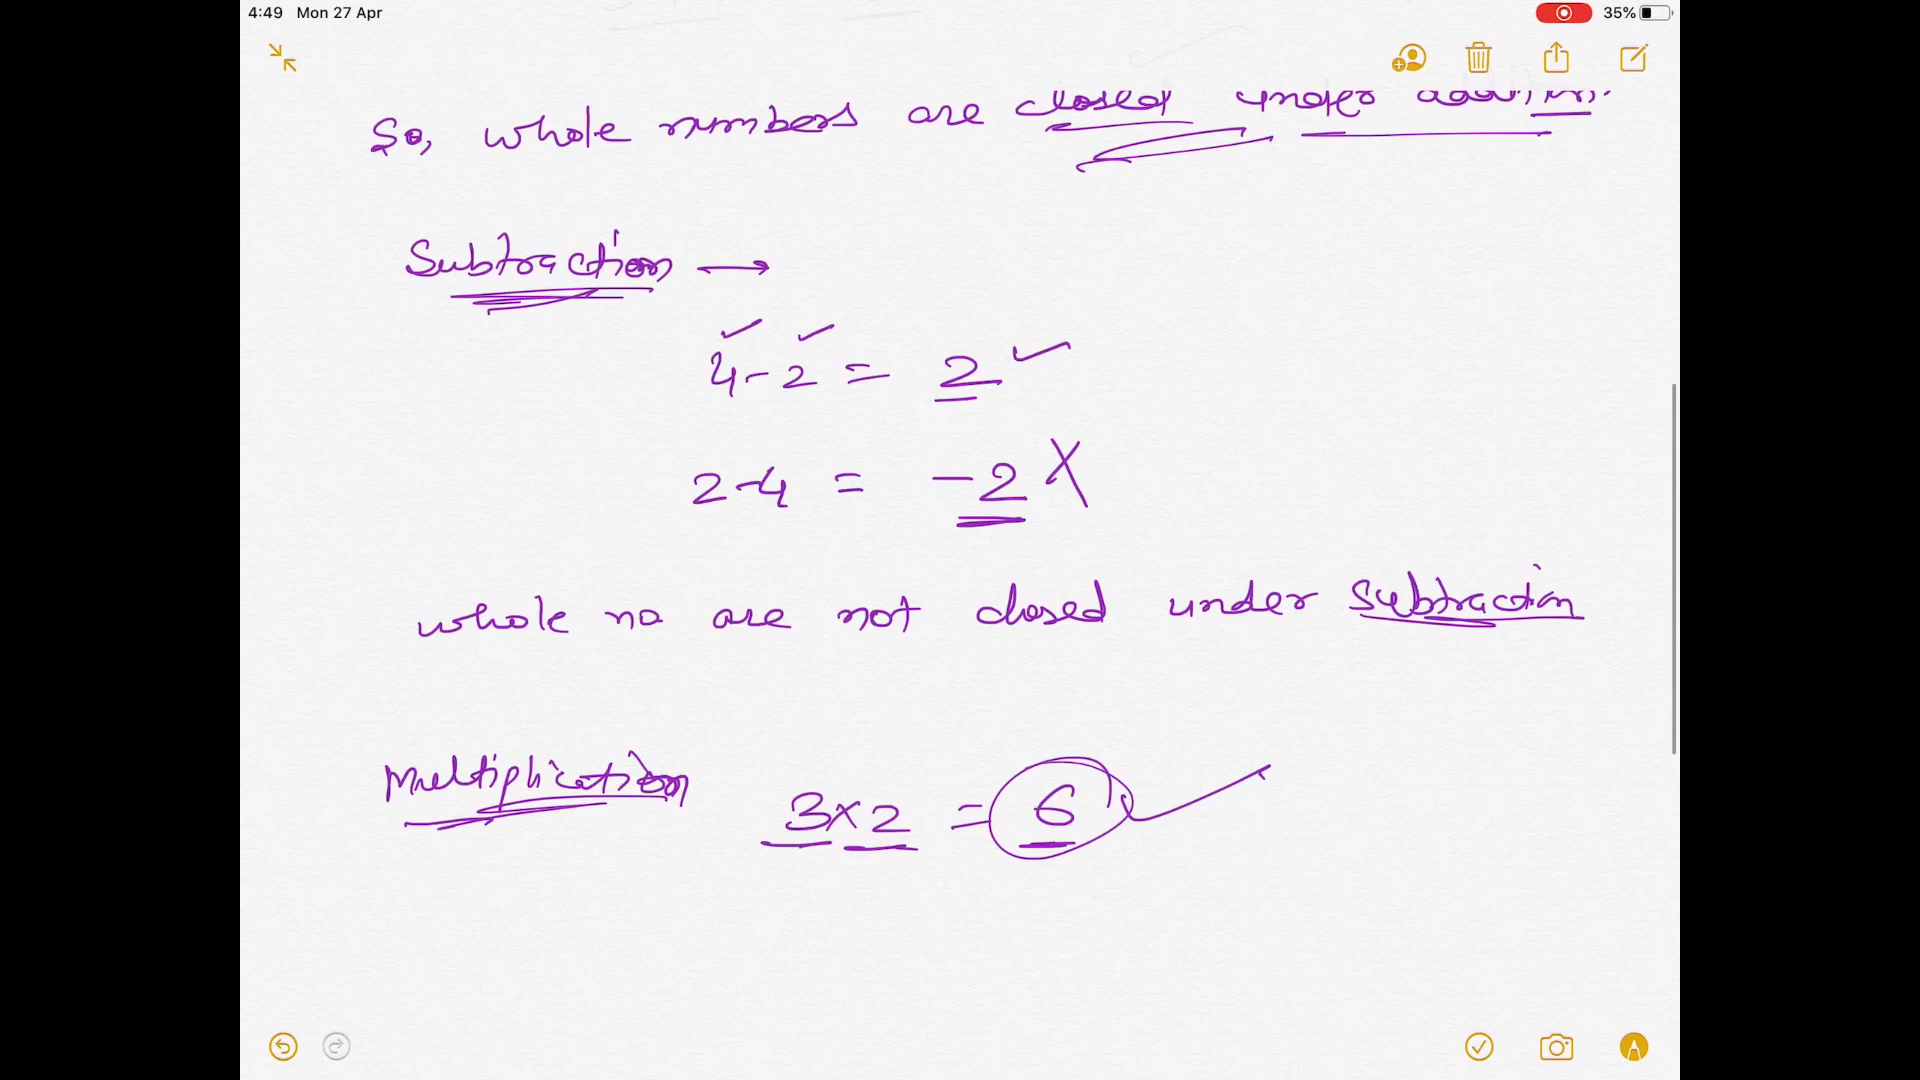 4:49 Mon 27 Apr 35%
So, whole numbers are closed under addition.
Subtraction →
4-2 = 2 ✓
2-4 = -2 X
whole no are not closed under subtraction
Multiplication 3x2 = 6 ✓